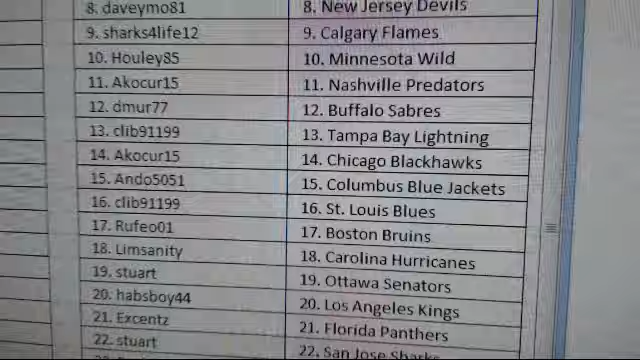 8. daveymo81 8. New Jersey Devils
9. sharks4life12 9. Calgary Flames
10. Houley85 10. Minnesota Wild
11. Akocur15 11. Nashville Predators
12. dmur77 12. Buffalo Sabres
13. clib91199 13. Tampa Bay Lightning
14. Akocur15 14. Chicago Blackhawks
15. Ando5051 15. Columbus Blue Jackets
16. clib91199 16. St. Louis Blues
17. Rufeo01 17. Boston Bruins
18. Limsanity 18. Carolina Hurricanes
19. stuart 19. Ottawa Senators
20. habsboy44 20. Los Angeles Kings
21. Excentz 21. Florida Panthers
22. stuart 22. San Jose Sharks